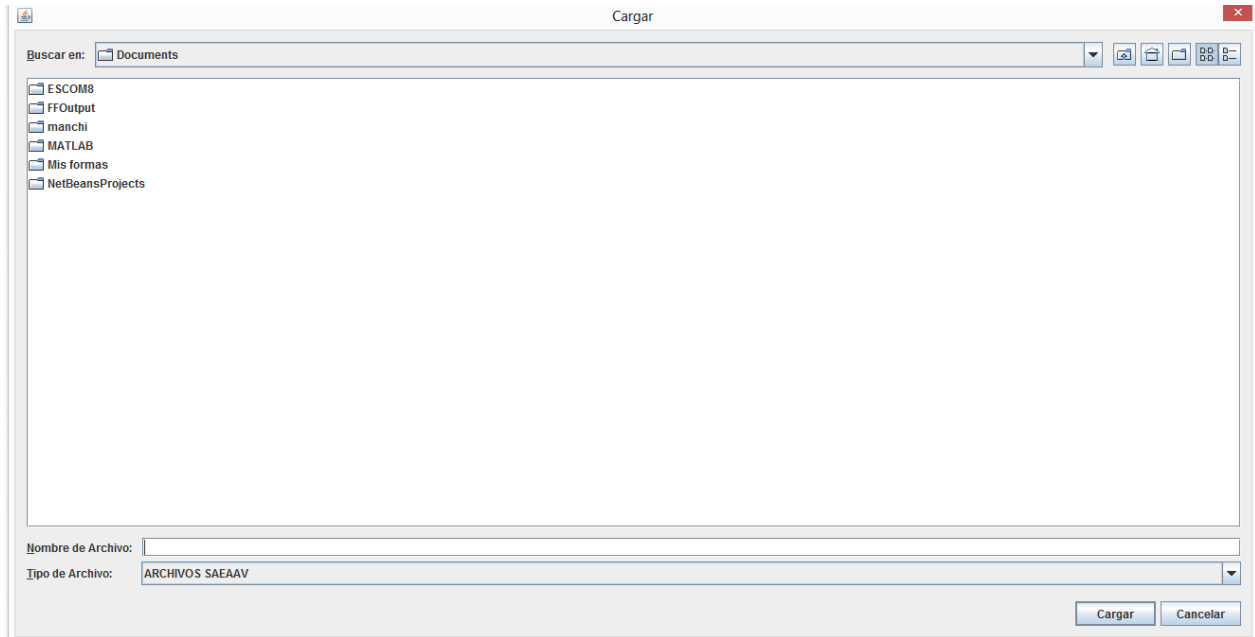 Cargar
Buscar en: Documents
ESCOM8
FFOutput
manchi
MATLAB
Mis formas
NetBeansProjects
Nombre de Archivo:
Tipo de Archivo: ARCHIVOS SAEAAV
Cargar Cancelar